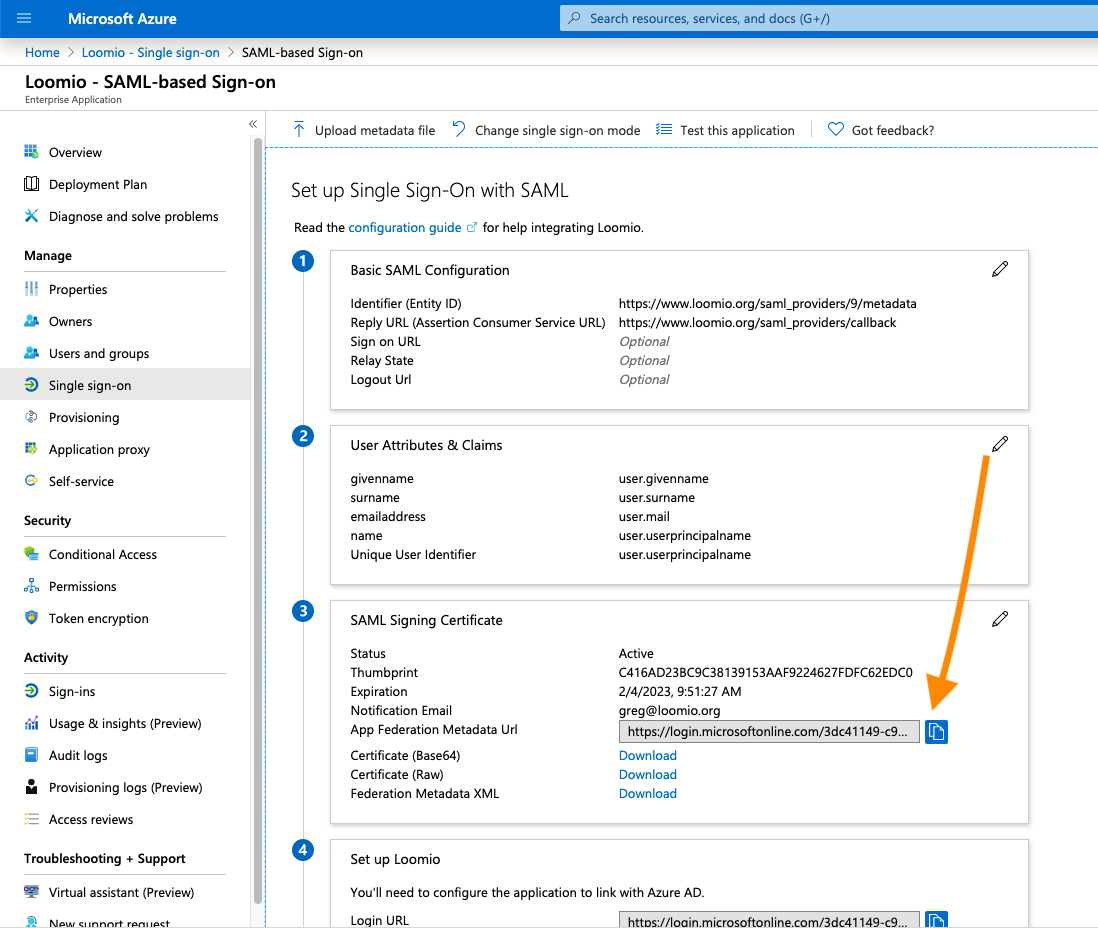 Microsoft Azure
Search resources, services, and docs (G+/)
Home > Loomio - Single sign-on > SAML-based Sign-on
Loomio - SAML-based Sign-on
Enterprise Application
«
Overview
Deployment Plan
Diagnose and solve problems
Manage
Properties
Owners
Users and groups
Single sign-on
Provisioning
Application proxy
Self-service
Security
Conditional Access
Permissions
Token encryption
Activity
Sign-ins
Usage & insights (Preview)
Audit logs
Provisioning logs (Preview)
Access reviews
Troubleshooting + Support
Virtual assistant (Preview)
New support request
Upload metadata file Change single sign-on mode Test this application Got feedback?
Set up Single Sign-On with SAML
Read the configuration guide for help integrating Loomio.
1
Basic SAML Configuration
Identifier (Entity ID) https://www.loomio.org/saml_providers/9/metadata
Reply URL (Assertion Consumer Service URL) https://www.loomio.org/saml_providers/callback
Sign on URL Optional
Relay State Optional
Logout Url Optional
2
User Attributes & Claims
givenname user.givenname
surname user.surname
emailaddress user.mail
name user.userprincipalname
Unique User Identifier user.userprincipalname
3
SAML Signing Certificate
Status Active
Thumbprint C416AD23BC9C38139153AAF9224627FDFC62EDC0
Expiration 2/4/2023, 9:51:27 AM
Notification Email greg@loomio.org
App Federation Metadata Url https://login.microsoftonline.com/3dc41149-c9...
Certificate (Base64) Download
Certificate (Raw) Download
Federation Metadata XML Download
4
Set up Loomio
You'll need to configure the application to link with Azure AD.
Login URL https://login.microsoftonline.com/3dc41149-c9...